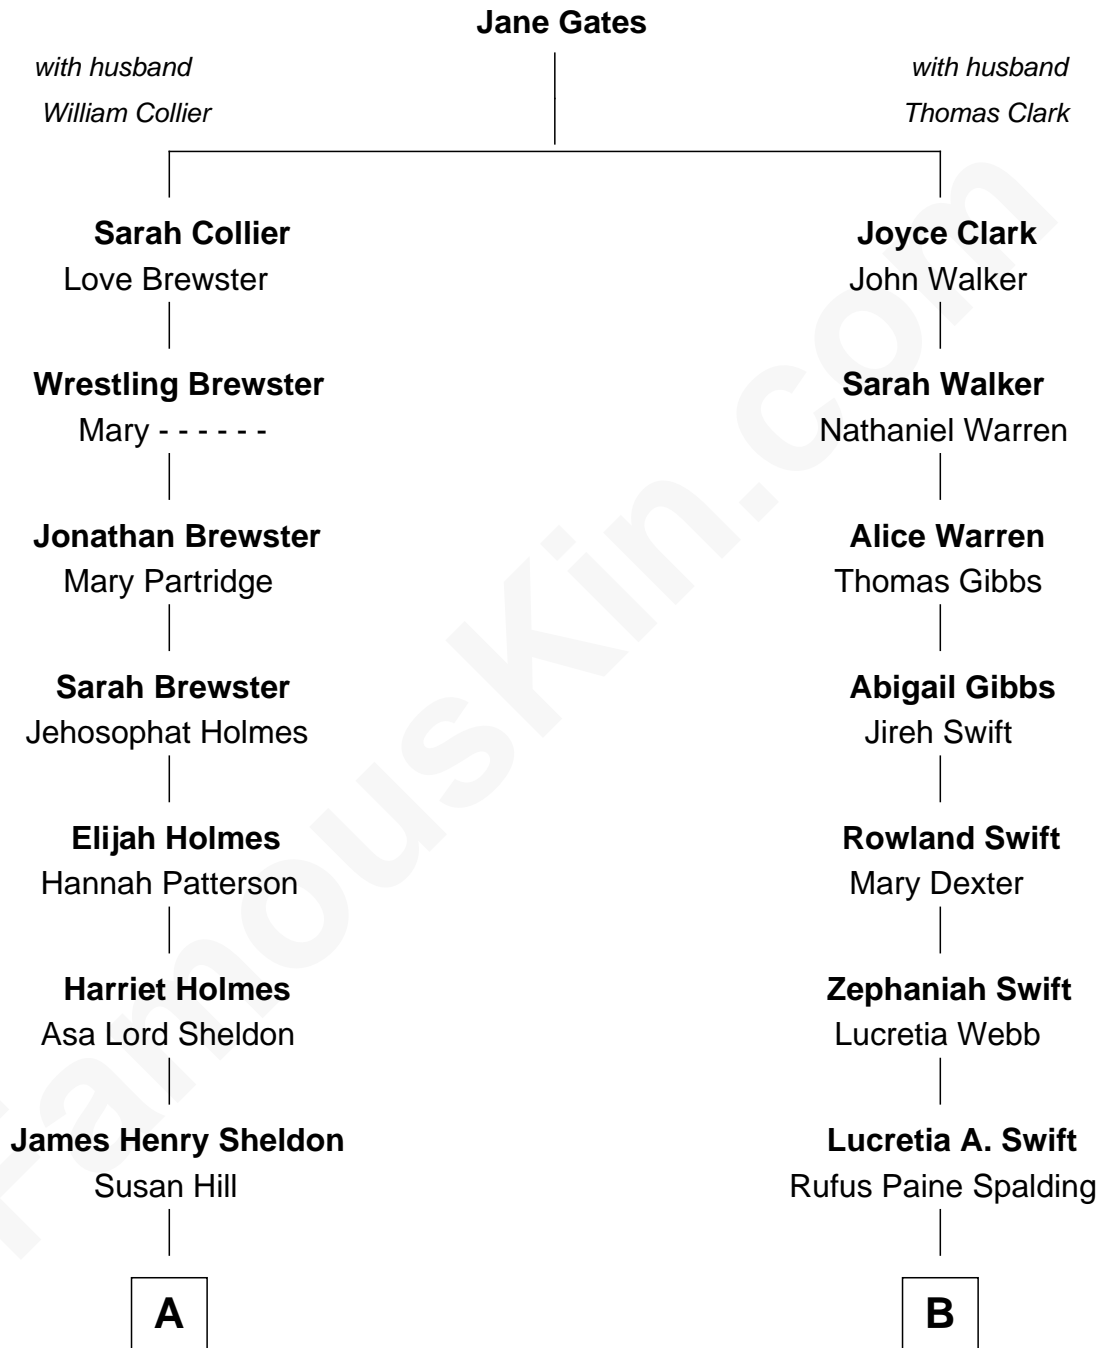 Jane Gates
with husband
William Collier
with husband
Thomas Clark
Sarah Collier
Love Brewster
Joyce Clark
John Walker
Wrestling Brewster
Mary - - - - - -
Sarah Walker
Nathaniel Warren
Jonathan Brewster
Mary Partridge
Alice Warren
Thomas Gibbs
Sarah Brewster
Jehosophat Holmes
Abigail Gibbs
Jireh Swift
Elijah Holmes
Hannah Patterson
Rowland Swift
Mary Dexter
Harriet Holmes
Asa Lord Sheldon
Zephaniah Swift
Lucretia Webb
James Henry Sheldon
Susan Hill
Lucretia A. Swift
Rufus Paine Spalding
A
B
FamousKin.com